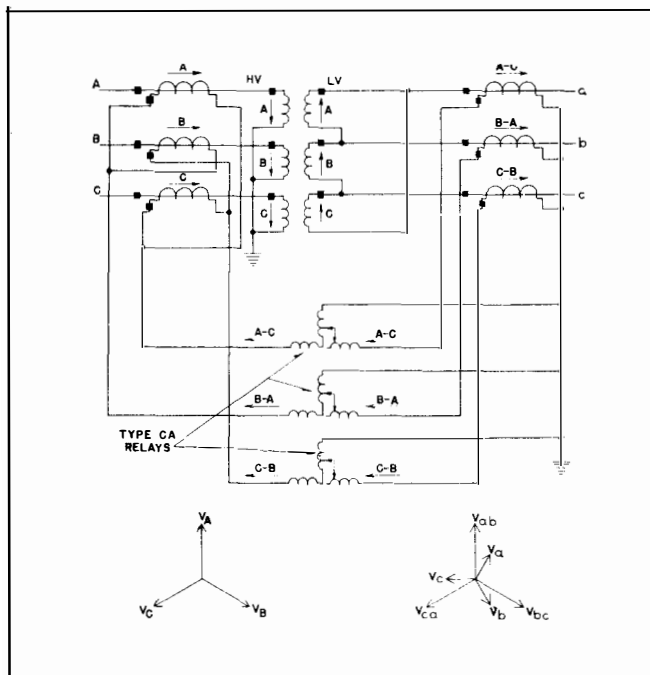 A A HV LV A-C a
A A
B B B-A b
B B
C C C-B c
C C
A-C A-C
B-A B-A
TYPE CA
RELAYS
C-B C-B
VA Vab
Va
Vc
VC VB Vca Vb Vbc